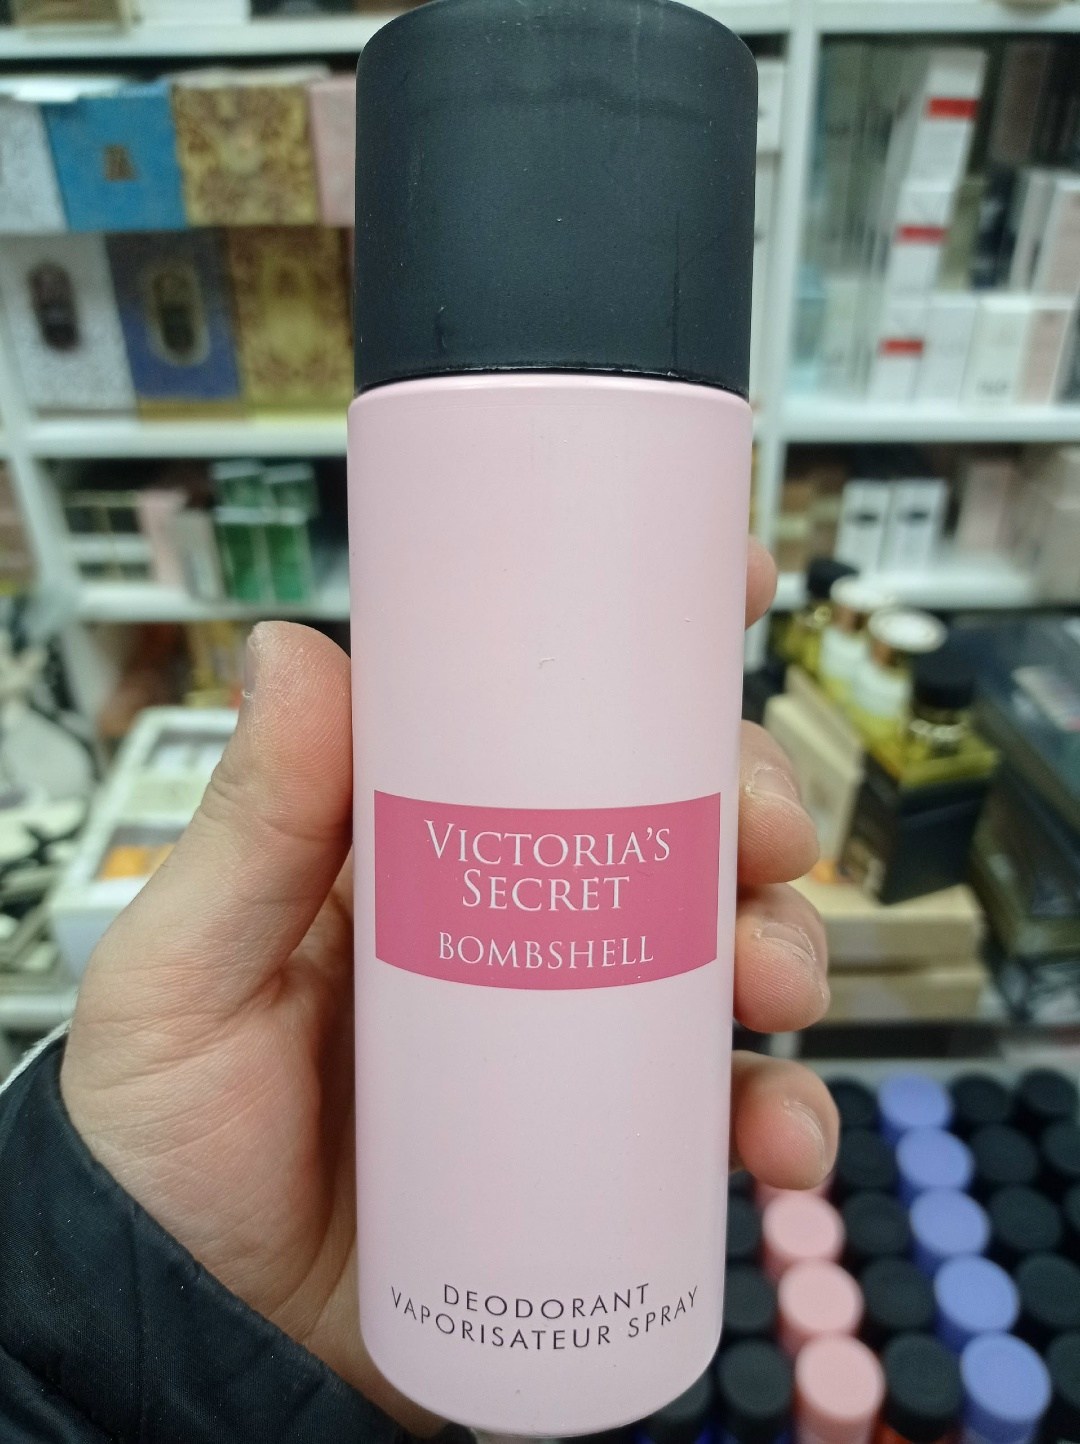 VICTORIA'S
SECRET
BOMBSHELL
DEODORANT
VAPORISATEUR SPRAY